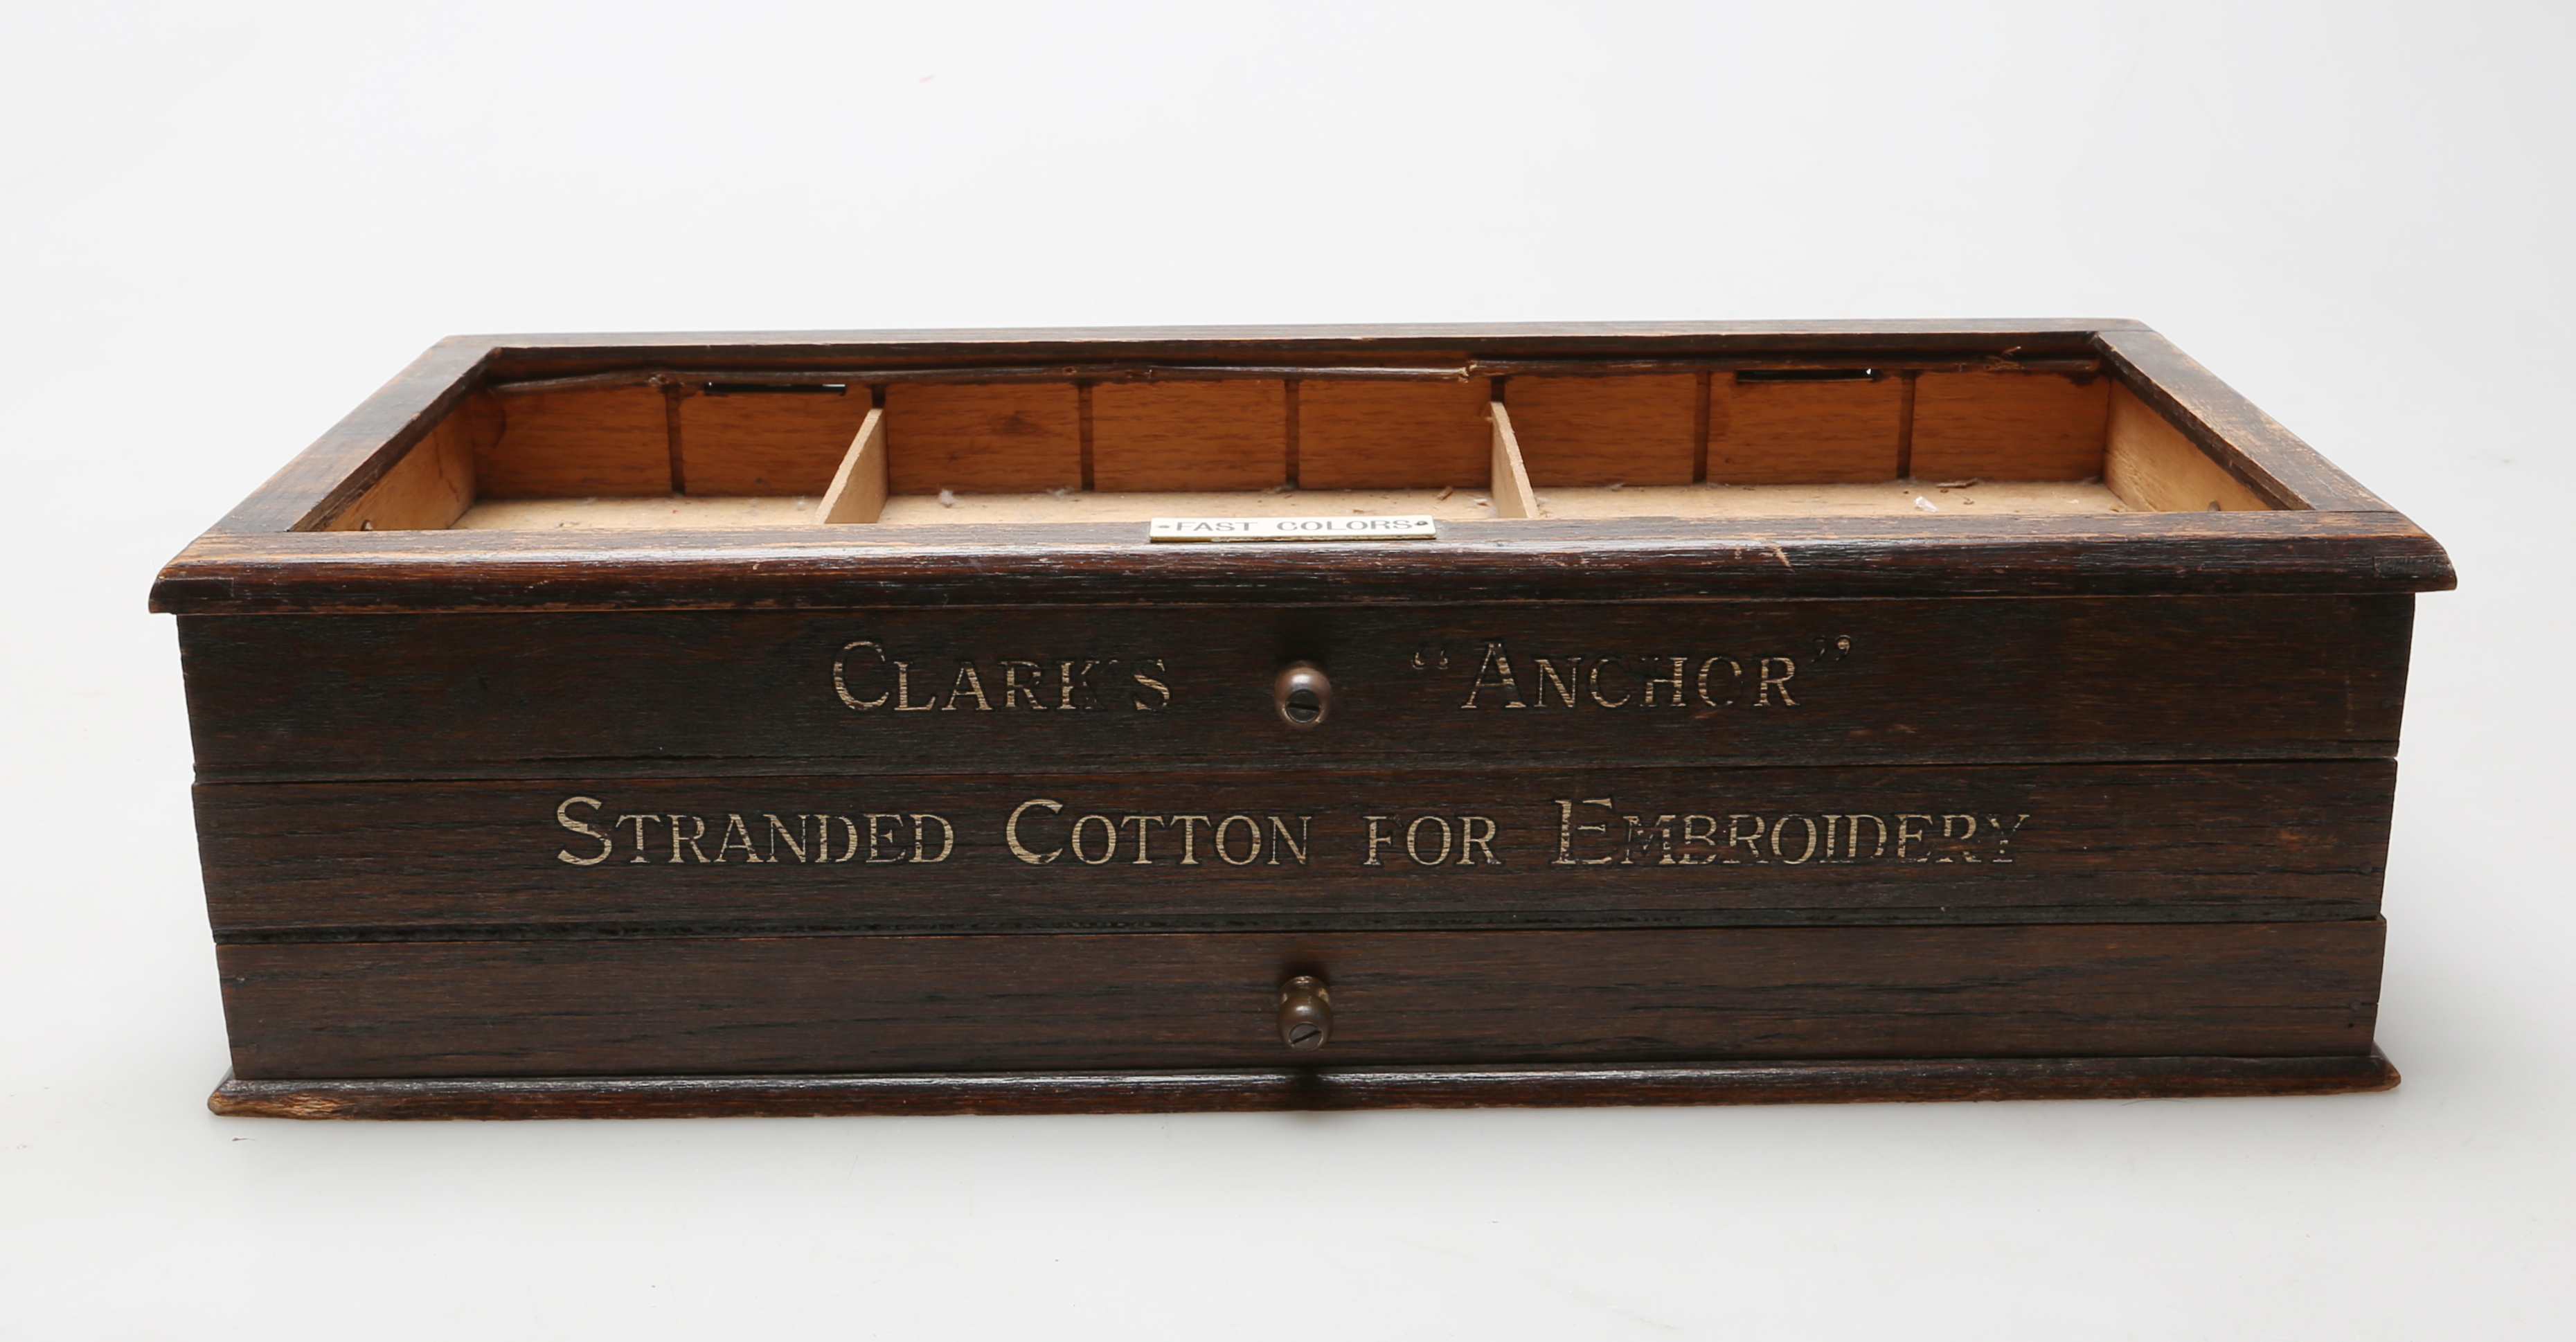 FAST COLORS
CLARK'S "ANCHOR"
STRANDED COTTON FOR EMBROIDERY